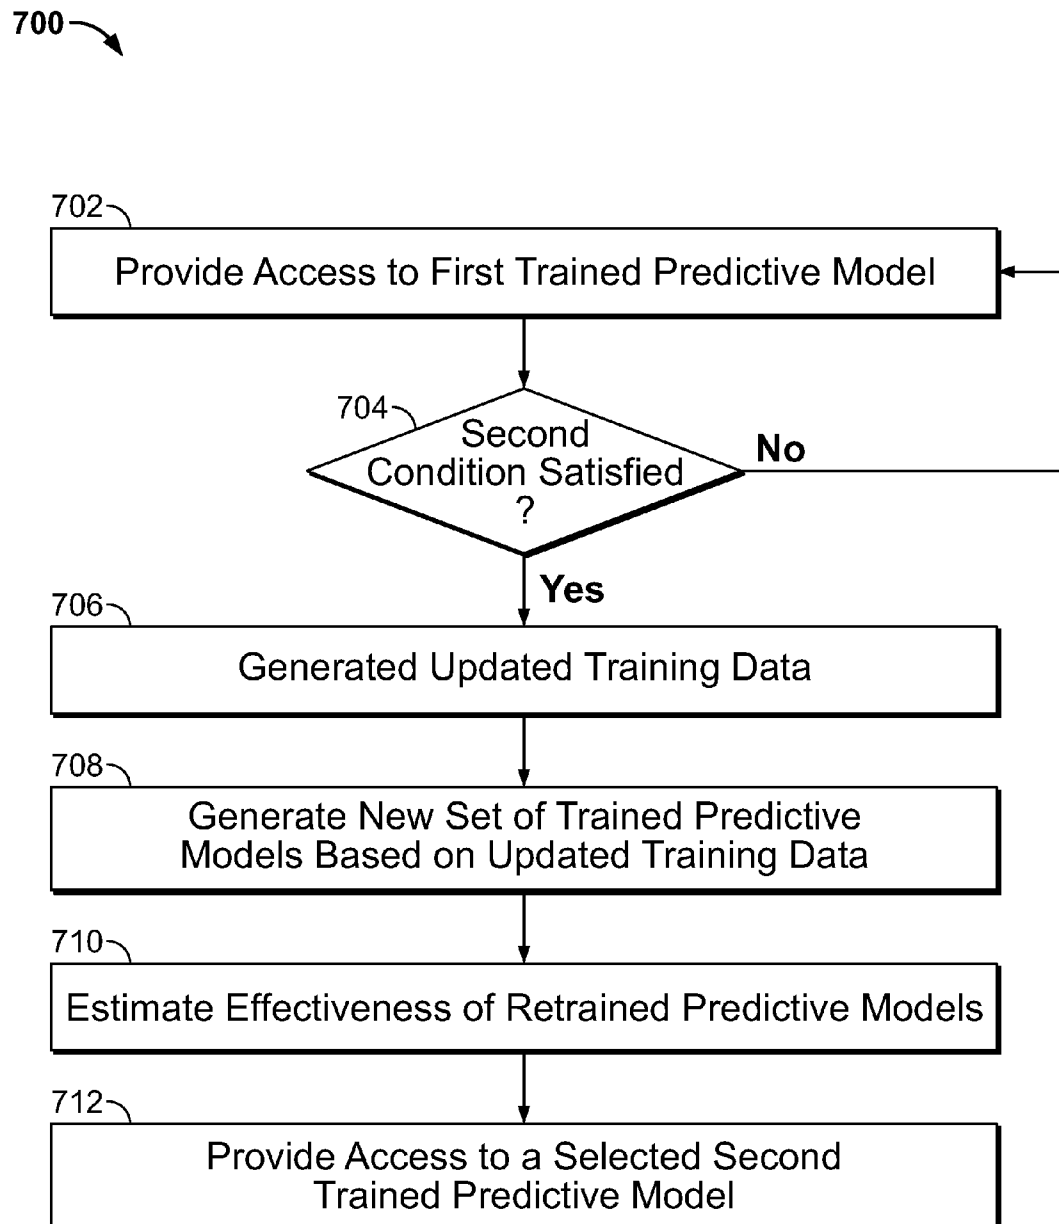 700
702
Provide Access to First Trained Predictive Model
704
Second
Condition Satisfied
?
No
Yes
706
Generated Updated Training Data
708
Generate New Set of Trained Predictive
Models Based on Updated Training Data
710
Estimate Effectiveness of Retrained Predictive Models
712
Provide Access to a Selected Second
Trained Predictive Model